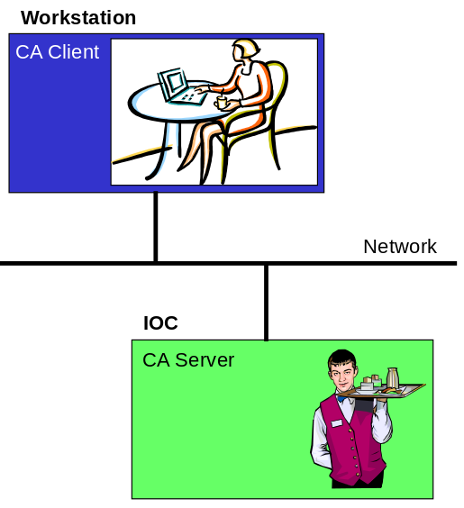 Workstation
CA Client
Network
IOC
CA Server